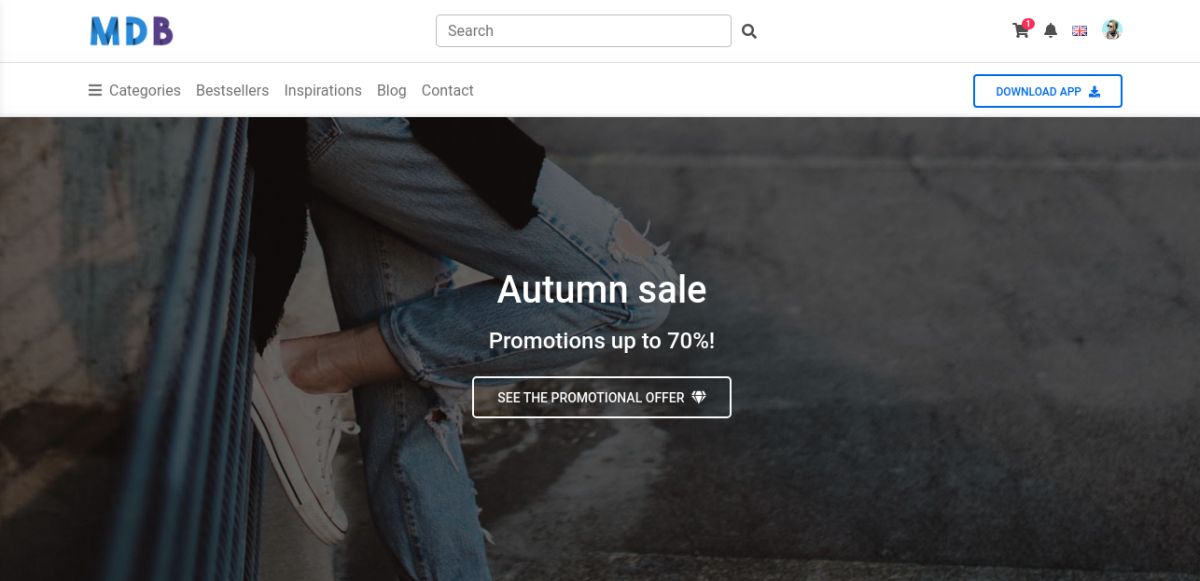 MDB
Search
1
Categories Bestsellers Inspirations Blog Contact
DOWNLOAD APP
Autumn sale
Promotions up to 70%!
SEE THE PROMOTIONAL OFFER